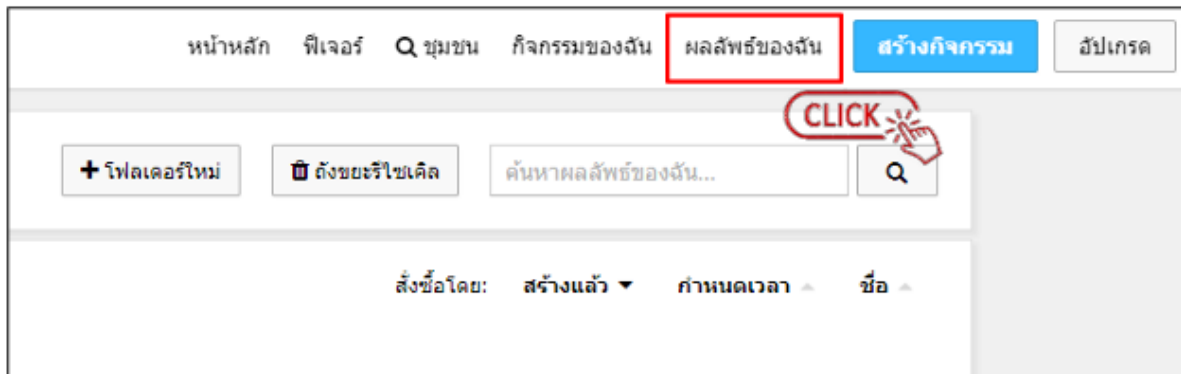 หน้าหลัก ฟีเจอร์ ชุมชน กิจกรรมของฉัน ผลลัพธ์ของฉัน สร้างกิจกรรม อัปเกรด
CLICK
โฟลเดอร์ใหม่ ถังขยะรีไซเคิล ค้นหาผลลัพธ์ของฉัน...
สั่งซื้อโดย: สร้างแล้ว กำหนดเวลา ชื่อ